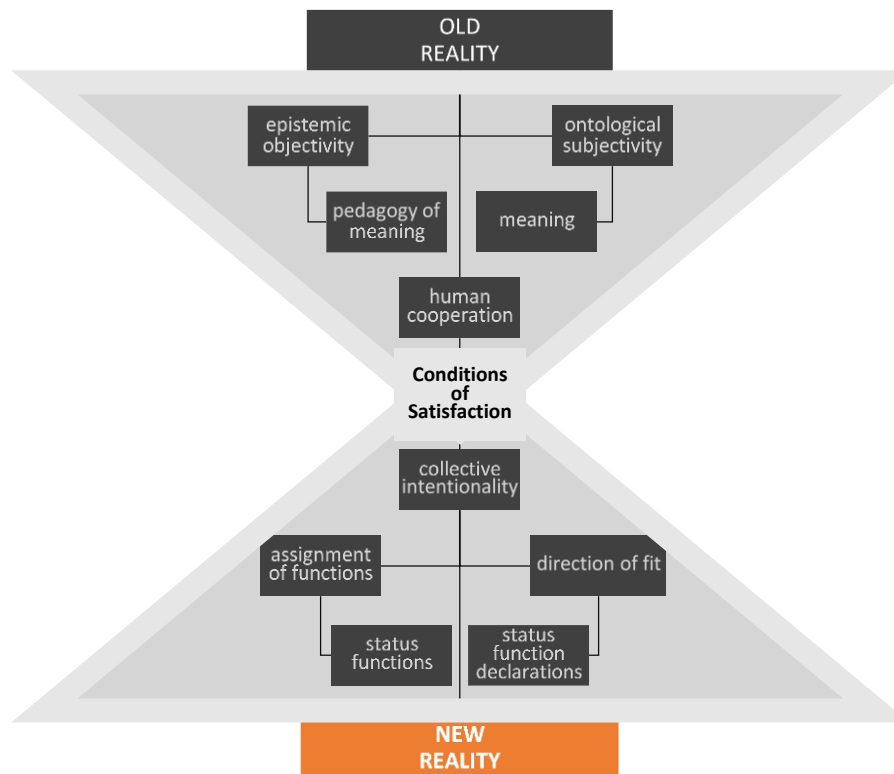 OLD
REALITY
epistemic
objectivity
ontological
subjectivity
pedagogy of
meaning
meaning
human
cooperation
Conditions
of
Satisfaction
collective
intentionality
assignment
of functions
direction of fit
status
functions
status
function
declarations
NEW
REALITY